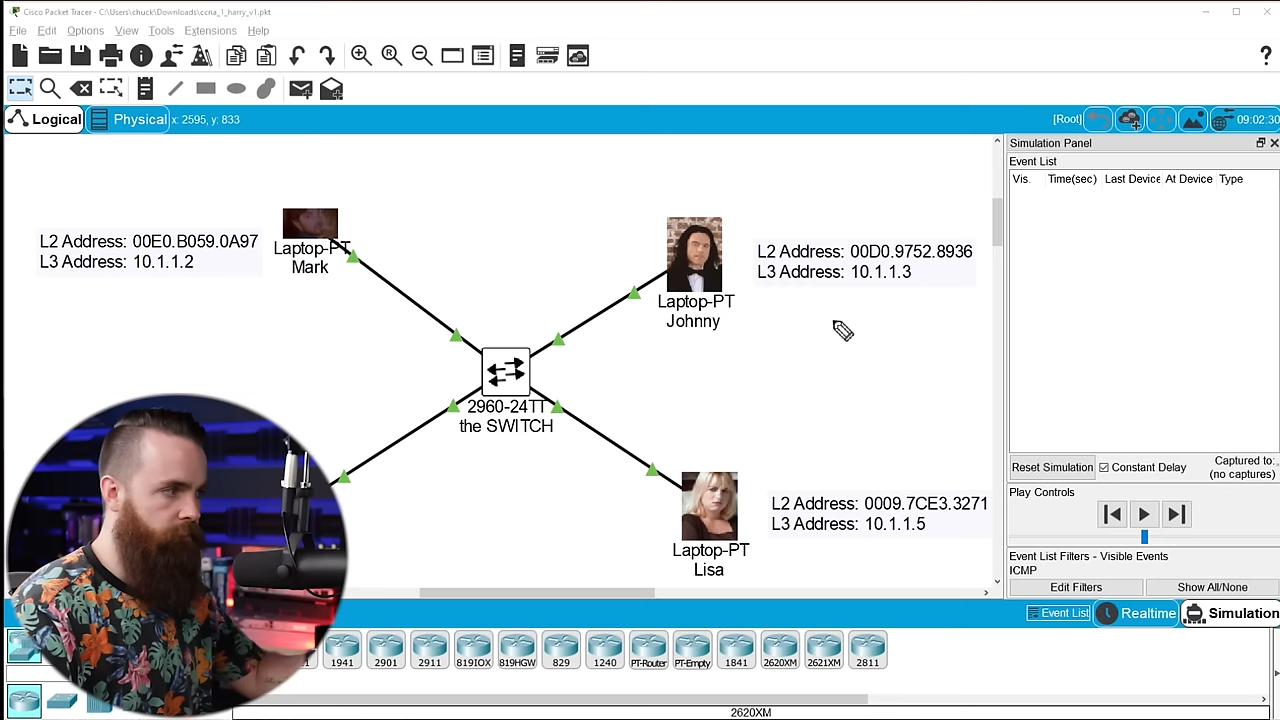 Cisco Packet Tracer - C:\Users\chuck\Downloads\ccna_1_harry_v1.pkt
File Edit Options View Tools Extensions Help
Logical Physical x: 2595, y: 833 [Root] 09:02:30
Simulation Panel
Event List
Vis. Time(sec) Last Device At Device Type
L2 Address: 00E0.B059.0A97
L3 Address: 10.1.1.2
Laptop-PT
Mark
L2 Address: 00D0.9752.8936
L3 Address: 10.1.1.3
Laptop-PT
Johnny
2960-24TT
the SWITCH
L2 Address: 0009.7CE3.3271
L3 Address: 10.1.1.5
Laptop-PT
Lisa
Reset Simulation Constant Delay Captured to:
(no captures)
Play Controls
Event List Filters - Visible Events
ICMP
Edit Filters Show All/None
Event List Realtime Simulation
1941 2901 2911 819IOX 819HGW 829 1240 PT-Router PT-Empty 1841 2620XM 2621XM 2811
2620XM